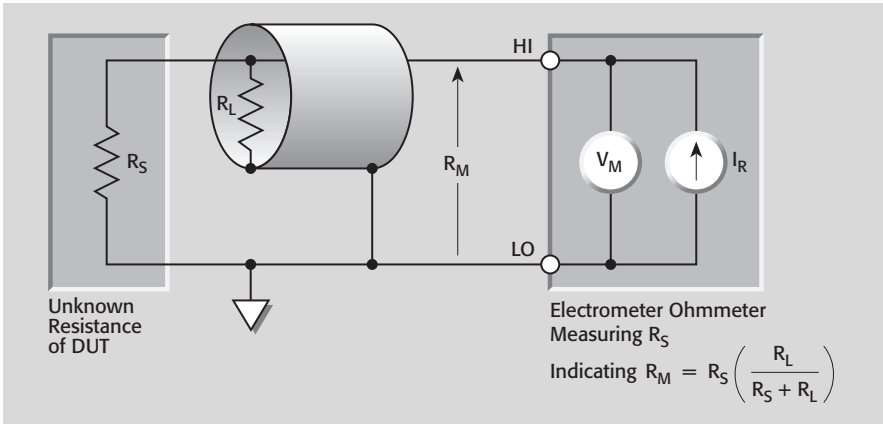 HI
R_L
R_S
R_M
V_M
I_R
LO
Unknown
Resistance
of DUT
Electrometer Ohmmeter
Measuring R_S
Indicating R_M = R_S ( R_L / R_S + R_L )